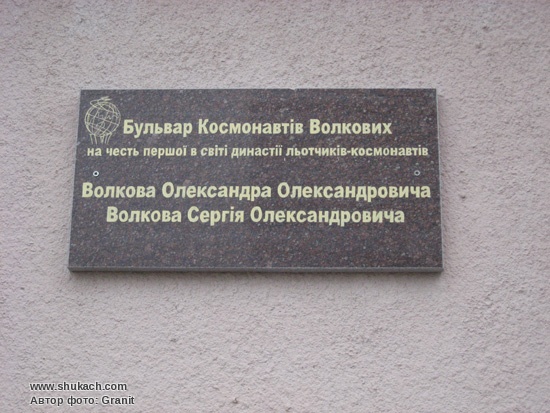 Бульвар Космонавтів Волкових
на честь першої в світі династії льотчиків-космонавтів
Волкова Олександра Олександровича
Волкова Сергія Олександровича
www.shukach.com
Автор фото: Granit